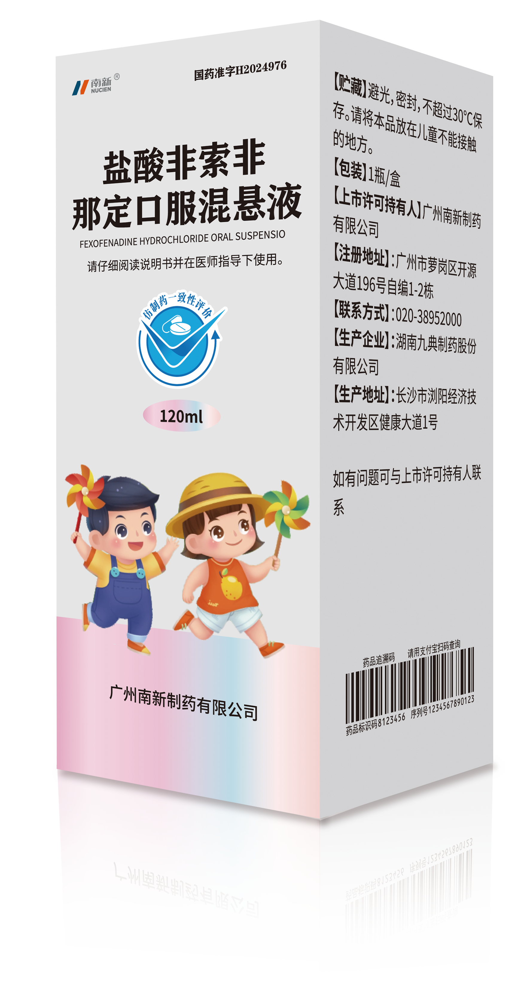 南新®
NUCIEN
国药准字H2024976
盐酸非索非
那定口服混悬液
FEXOFENADINE HYDROCHLORIDE ORAL SUSPENSIO
请仔细阅读说明书并在医师指导下使用。
仿制药一致性评价
120ml
广州南新制药有限公司
【贮藏】避光，密封，不超过30℃保
存。请将本品放在儿童不能接触
的地方。
【包装】1瓶/盒
【上市许可持有人】广州南新制药
有限公司
【注册地址】：广州市萝岗区开源
大道196号自编1-2栋
【联系方式】：020-38952000
【生产企业】：湖南九典制药股份
有限公司
【生产地址】：长沙市浏阳经济技
术开发区健康大道1号
如有问题可与上市许可持有人联
系
药品追溯码 请用支付宝扫码查询
药品标识码8123456 序列号1234567890123